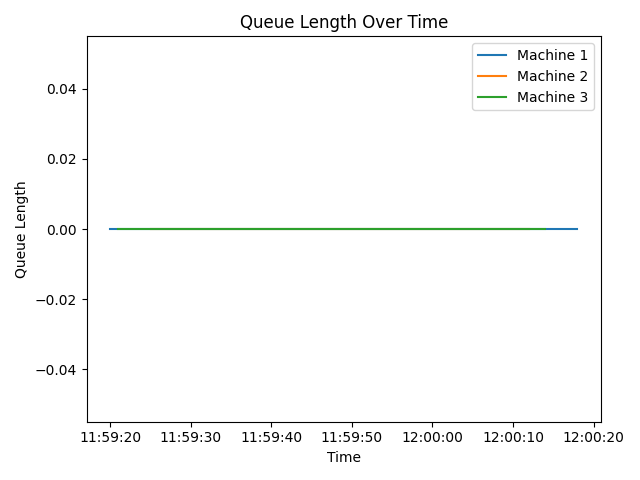 Queue Length Over Time
Machine 1
Machine 2
Machine 3
Queue Length
0.04
0.02
0.00
−0.02
−0.04
11:59:20 11:59:30 11:59:40 11:59:50 12:00:00 12:00:10 12:00:20
Time